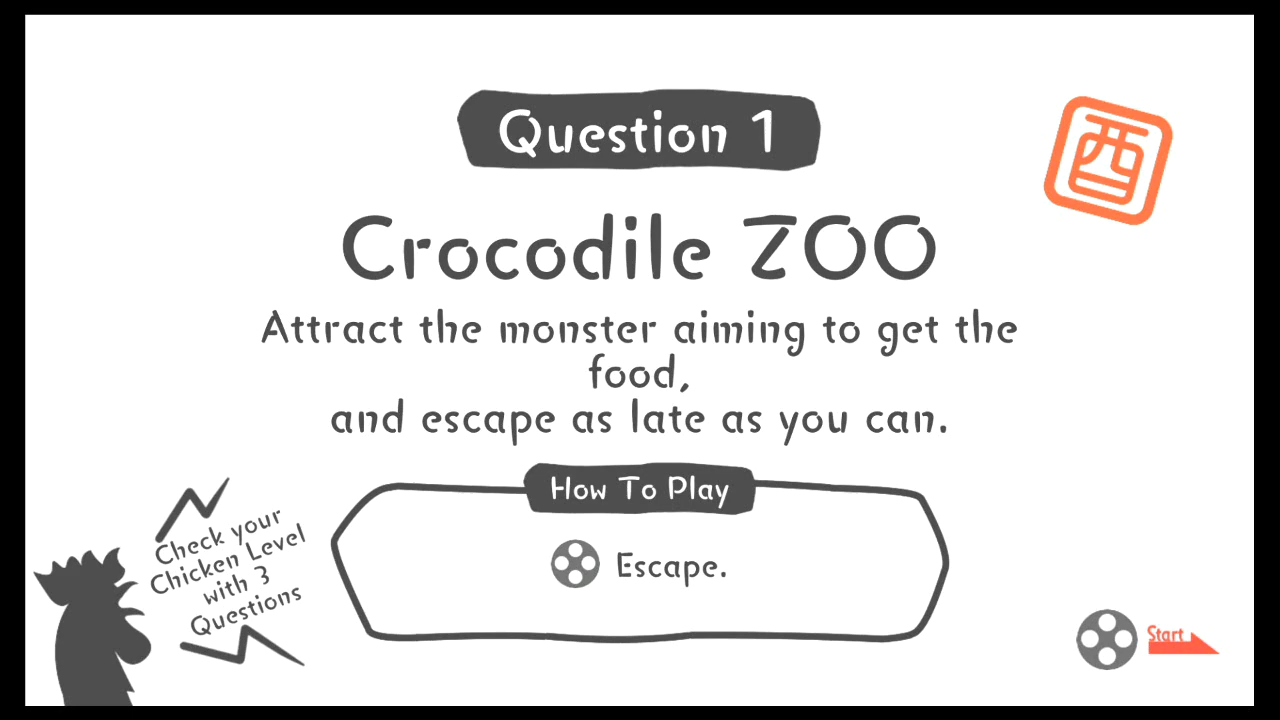 Question 1
酉
Crocodile ZOO
Attract the monster aiming to get the
food,
and escape as late as you can.
How To Play
Escape.
Check your
Chicken Level
with 3
Questions
Start